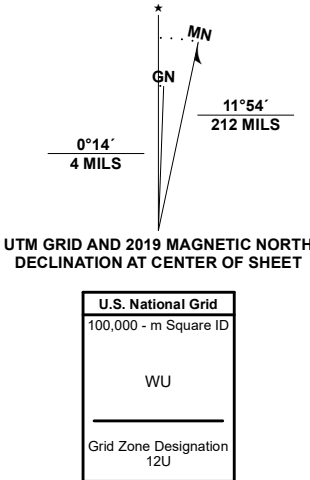 ★
MN
GN
11°54´
212 MILS
0°14´
4 MILS
UTM GRID AND 2019 MAGNETIC NORTH
DECLINATION AT CENTER OF SHEET
U.S. National Grid
100,000 - m Square ID
WU
Grid Zone Designation
12U